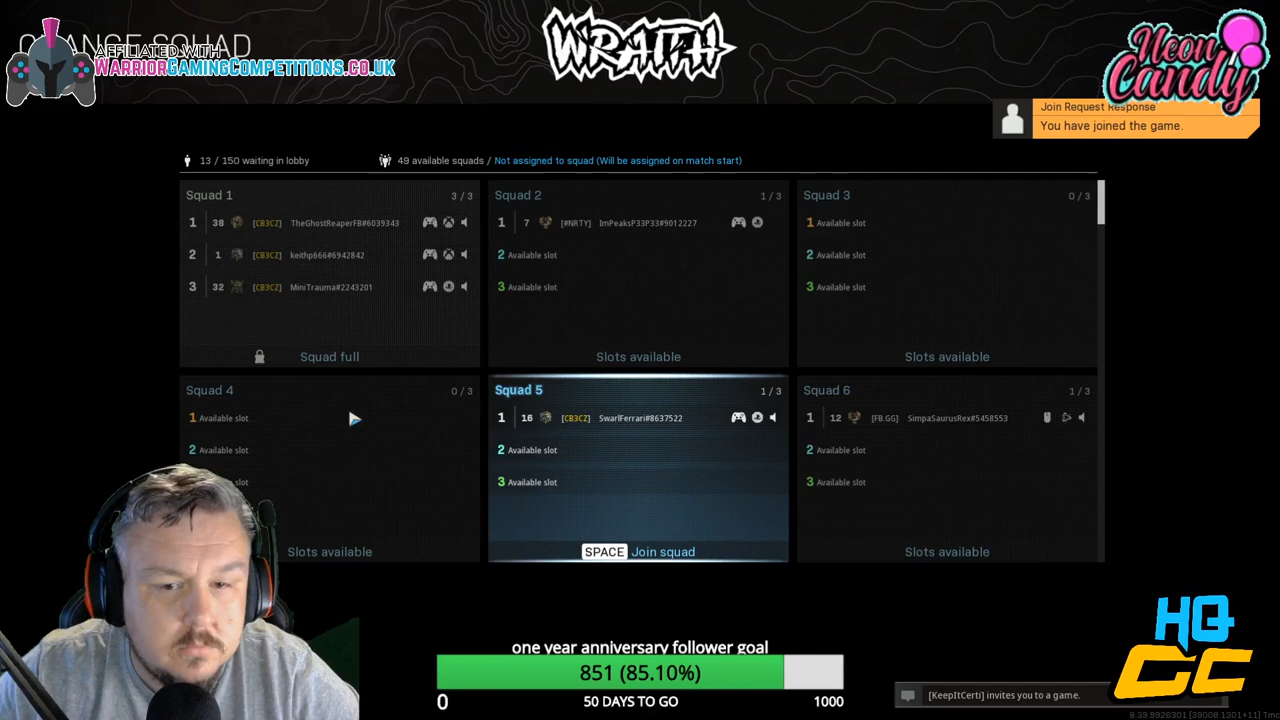 CHANGE SQUAD
AFFILIATED WITH
WARRIORGAMINGCOMPETITIONS.CO.UK
WRAITH
Neon Candy
Join Request Response
You have joined the game.
13 / 150 waiting in lobby
49 available squads / Not assigned to squad (Will be assigned on match start)
Squad 1 3 / 3
1 38 [CB3CZ] TheGhostReaperFB#6039343
2 1 [CB3CZ] keithp666#6942842
3 32 [CB3CZ] MiniTrauma#2243201
Squad full
Squad 2 1 / 3
1 7 [#NRTY] ImPeaksP33P33#9012227
2 Available slot
3 Available slot
Slots available
Squad 3 0 / 3
1 Available slot
2 Available slot
3 Available slot
Slots available
Squad 4 0 / 3
1 Available slot
2 Available slot
slot
Slots available
Squad 5 1 / 3
1 16 [CB3CZ] SwarlFerrari#8637522
2 Available slot
3 Available slot
SPACE Join squad
Squad 6 1 / 3
1 12 [FB.GG] SimpaSaurusRex#5458553
2 Available slot
3 Available slot
Slots available
one year anniversary follower goal
851 (85.10%)
0 50 DAYS TO GO 1000
[KeepItCerti] invites you to a game.
HQ
GC